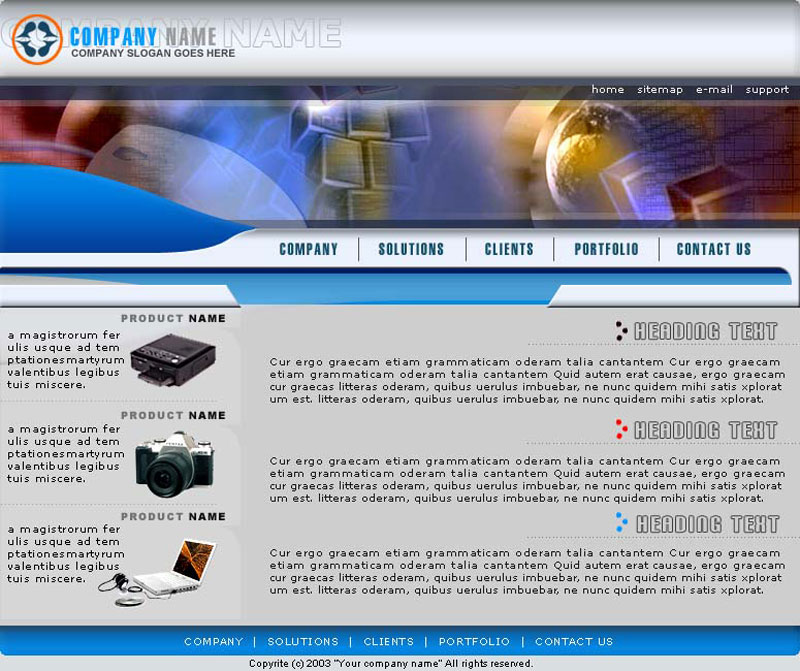 COMPANY NAME
COMPANY NAME
COMPANY SLOGAN GOES HERE
home sitemap e-mail support
COMPANY | SOLUTIONS | CLIENTS | PORTFOLIO | CONTACT US
PRODUCT NAME
a magistrorum fer
ulis usque ad tem
ptationesmartyrum
valentibus legibus
tuis miscere.
PRODUCT NAME
a magistrorum fer
ulis usque ad tem
ptationesmartyrum
valentibus legibus
tuis miscere.
PRODUCT NAME
a magistrorum fer
ulis usque ad tem
ptationesmartyrum
valentibus legibus
tuis miscere.
HEADING TEXT
Cur ergo graecam etiam grammaticam oderam talia cantantem Cur ergo graecam
etiam grammaticam oderam talia cantantem Quid autem erat causae, ergo graecam
cur graecas litteras oderam, quibus uerulus imbuebar, ne nunc quidem mihi satis xplorat
um est. litteras oderam, quibus uerulus imbuebar, ne nunc quidem mihi satis xplorat.
HEADING TEXT
Cur ergo graecam etiam grammaticam oderam talia cantantem Cur ergo graecam
etiam grammaticam oderam talia cantantem Quid autem erat causae, ergo graecam
cur graecas litteras oderam, quibus uerulus imbuebar, ne nunc quidem mihi satis xplorat
um est. litteras oderam, quibus uerulus imbuebar, ne nunc quidem mihi satis xplorat.
HEADING TEXT
Cur ergo graecam etiam grammaticam oderam talia cantantem Cur ergo graecam
etiam grammaticam oderam talia cantantem Quid autem erat causae, ergo graecam
cur graecas litteras oderam, quibus uerulus imbuebar, ne nunc quidem mihi satis xplorat
um est. litteras oderam, quibus uerulus imbuebar, ne nunc quidem mihi satis xplorat.
COMPANY | SOLUTIONS | CLIENTS | PORTFOLIO | CONTACT US
Copyrite (c) 2003 "Your company name" All rights reserved.